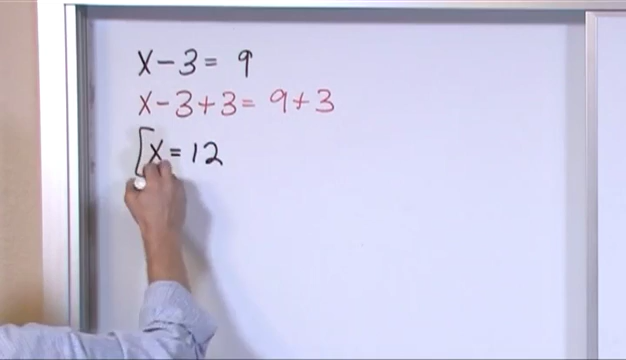 x - 3 = 9
x - 3 + 3 = 9 + 3
x = 12